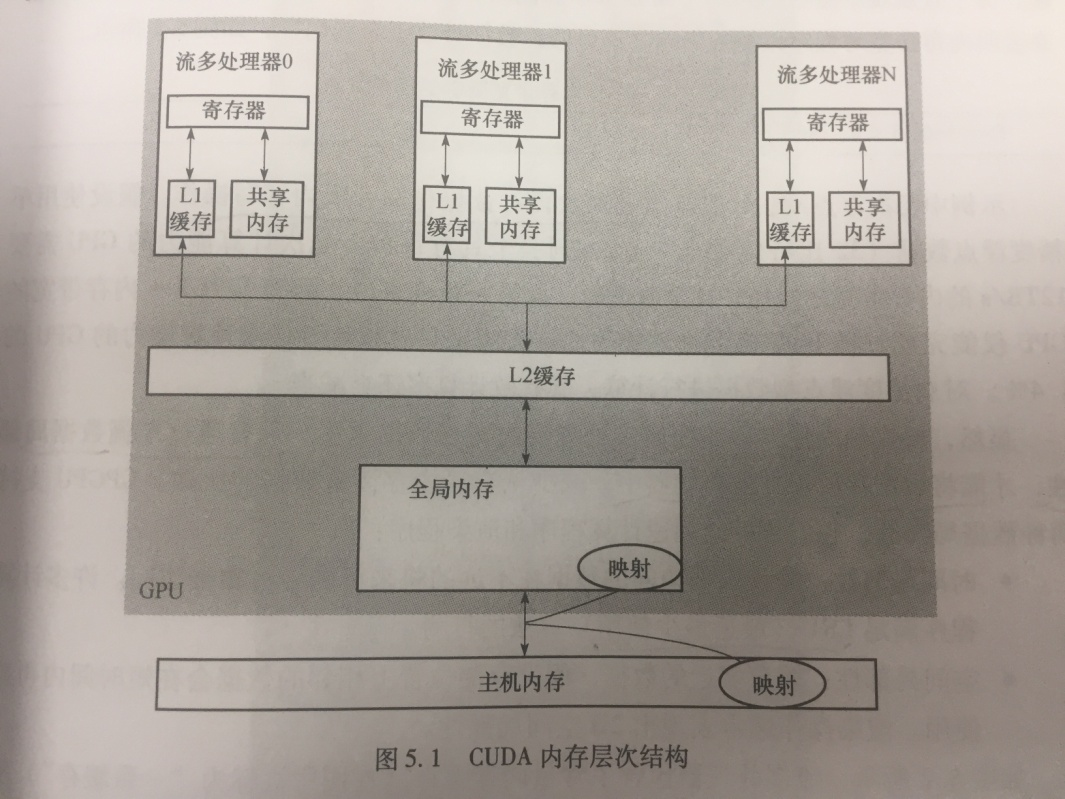 流多处理器0
寄存器
L1
缓存
共享
内存
流多处理器1
寄存器
L1
缓存
共享
内存
流多处理器N
寄存器
L1
缓存
共享
内存
L2缓存
全局内存
映射
GPU
主机内存
映射
图 5.1 CUDA 内存层次结构